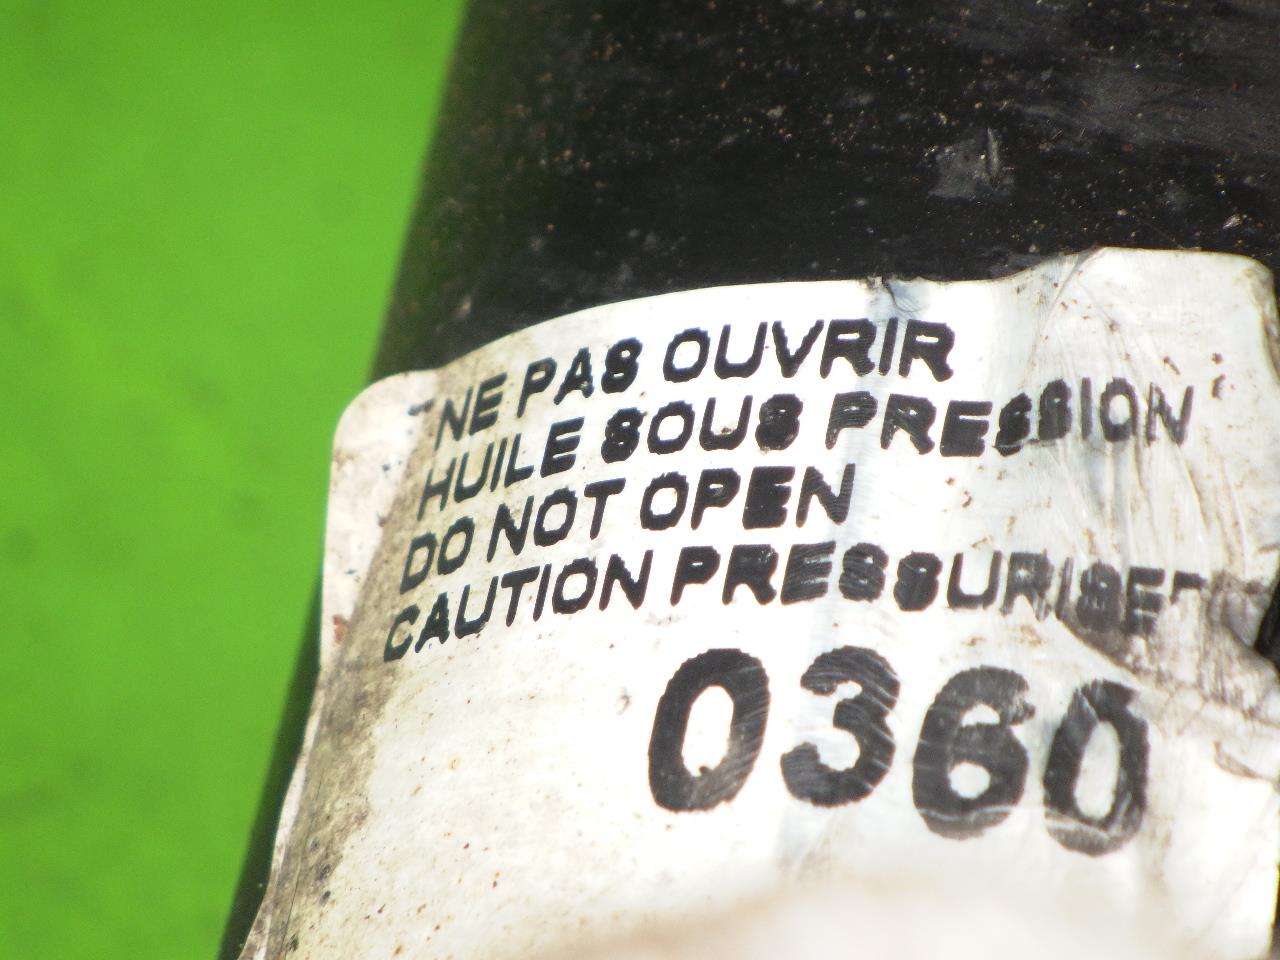 NE PAS OUVRIR
HUILE SOUS PRESSION
DO NOT OPEN
CAUTION PRESSURISED
0360